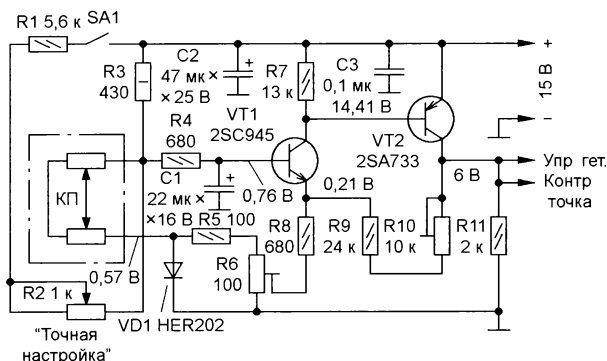 R1 5,6 к
SA1
R3
430
C2
47 мк ×
× 25 В
R4
680
VT1
2SC945
R7
13 к
C3
0,1 мк
14,41 В
VT2
2SA733
+
15 В
−
Упр гет.
Контр
точка
6 В
КП
C1
22 мк ×
×16 В
0,76 В
0,21 В
R5 100
R8
680
R9
24 к
R10
10 к
R11
2 к
R6
100
0,57 В
R2 1 к
VD1 HER202
"Точная
настройка"